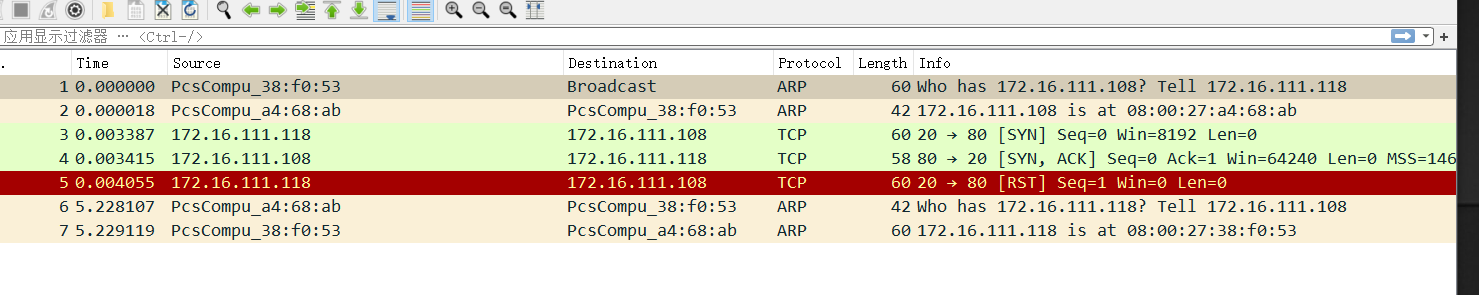 应用显示过滤器 … <Ctrl-/>
. Time Source Destination Protocol Length Info
1 0.000000 PcsCompu_38:f0:53 Broadcast ARP 60 Who has 172.16.111.108? Tell 172.16.111.118
2 0.000018 PcsCompu_a4:68:ab PcsCompu_38:f0:53 ARP 42 172.16.111.108 is at 08:00:27:a4:68:ab
3 0.003387 172.16.111.118 172.16.111.108 TCP 60 20 → 80 [SYN] Seq=0 Win=8192 Len=0
4 0.003415 172.16.111.108 172.16.111.118 TCP 58 80 → 20 [SYN, ACK] Seq=0 Ack=1 Win=64240 Len=0 MSS=146
5 0.004055 172.16.111.118 172.16.111.108 TCP 60 20 → 80 [RST] Seq=1 Win=0 Len=0
6 5.228107 PcsCompu_a4:68:ab PcsCompu_38:f0:53 ARP 42 Who has 172.16.111.118? Tell 172.16.111.108
7 5.229119 PcsCompu_38:f0:53 PcsCompu_a4:68:ab ARP 60 172.16.111.118 is at 08:00:27:38:f0:53